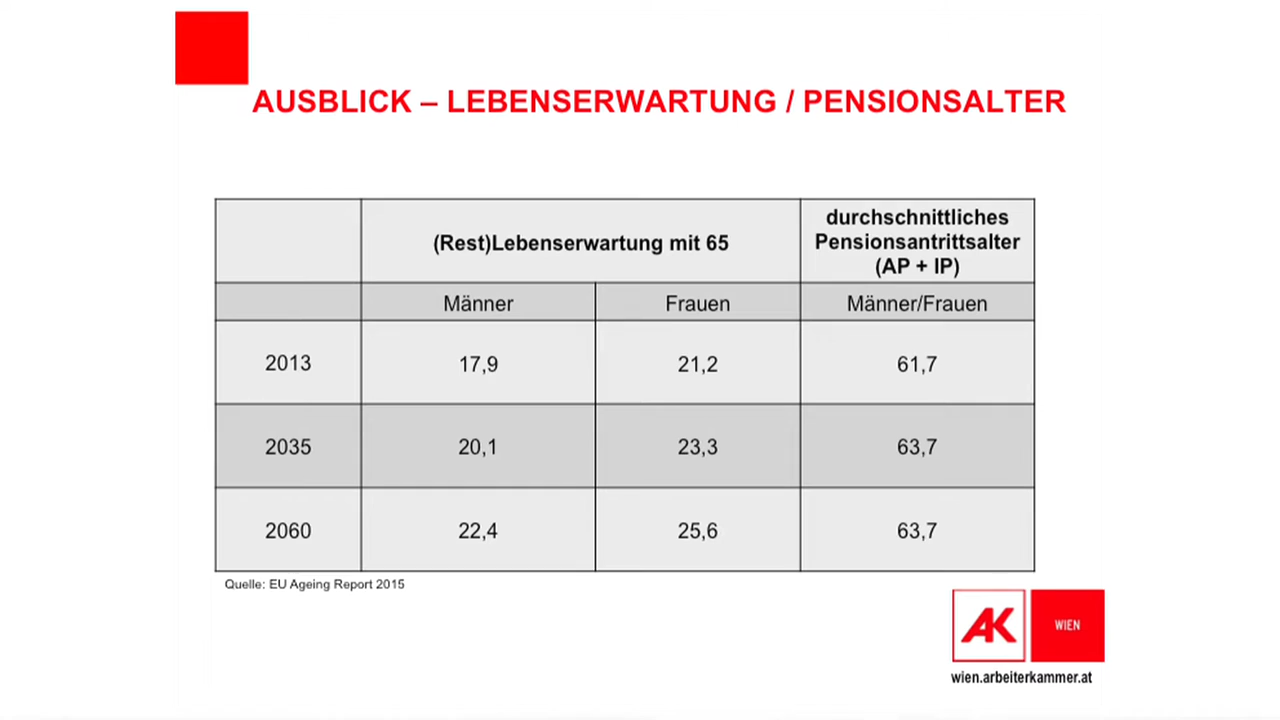 AUSBLICK – LEBENSERWARTUNG / PENSIONSALTER
(Rest)Lebenserwartung mit 65
durchschnittliches
Pensionsantrittsalter
(AP + IP)
Männer Frauen Männer/Frauen
2013 17,9 21,2 61,7
2035 20,1 23,3 63,7
2060 22,4 25,6 63,7
Quelle: EU Ageing Report 2015
AK WIEN
wien.arbeiterkammer.at